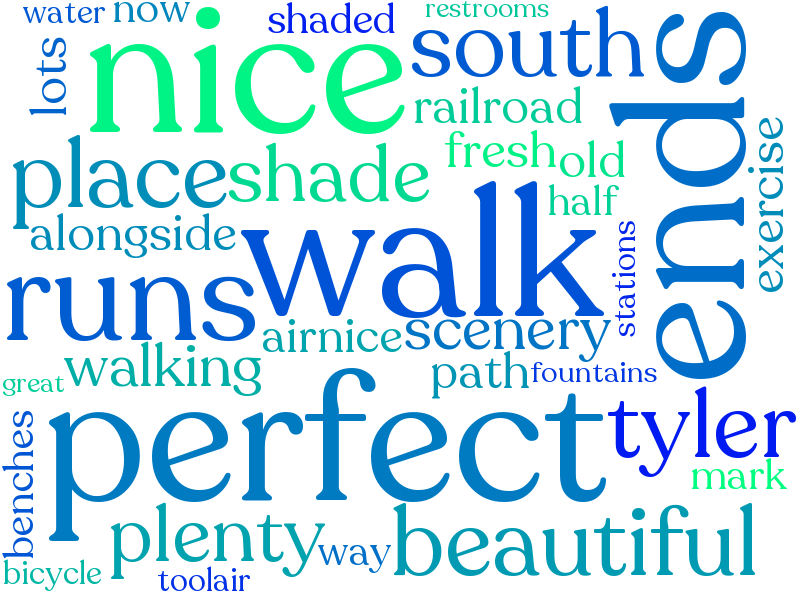 water now
shaded
restrooms
lots
nice
south
ends
railroad
exercise
place
shade
fresh
old
half
alongside
walk
stations
runs
airnice
scenery
walking
path
fountains
great
perfect
tyler
benches
mark
plenty
way
beautiful
bicycle
toolair